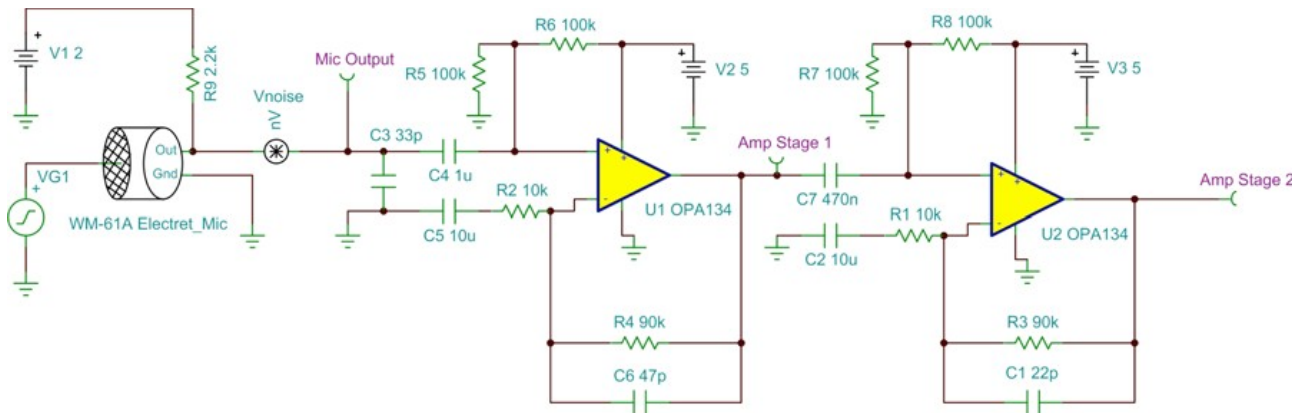 V1 2
R9 2.2k
Vnoise
nV
Mic Output
VG1
Out
Gnd
WM-61A Electret_Mic
C3 33p
C4 1u
C5 10u
R2 10k
R5 100k
R6 100k
V2 5
+
-
+
U1 OPA134
R4 90k
C6 47p
Amp Stage 1
C7 470n
C2 10u
R1 10k
R7 100k
R8 100k
V3 5
+
-
+
U2 OPA134
R3 90k
C1 22p
Amp Stage 2